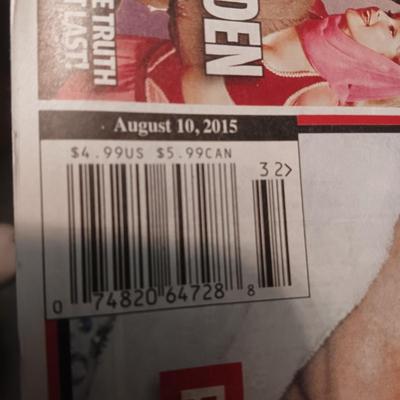 E TRUTH
T LAST!
DEN
August 10, 2015
$4.99US $5.99CAN
32>
0 74820 64728 8